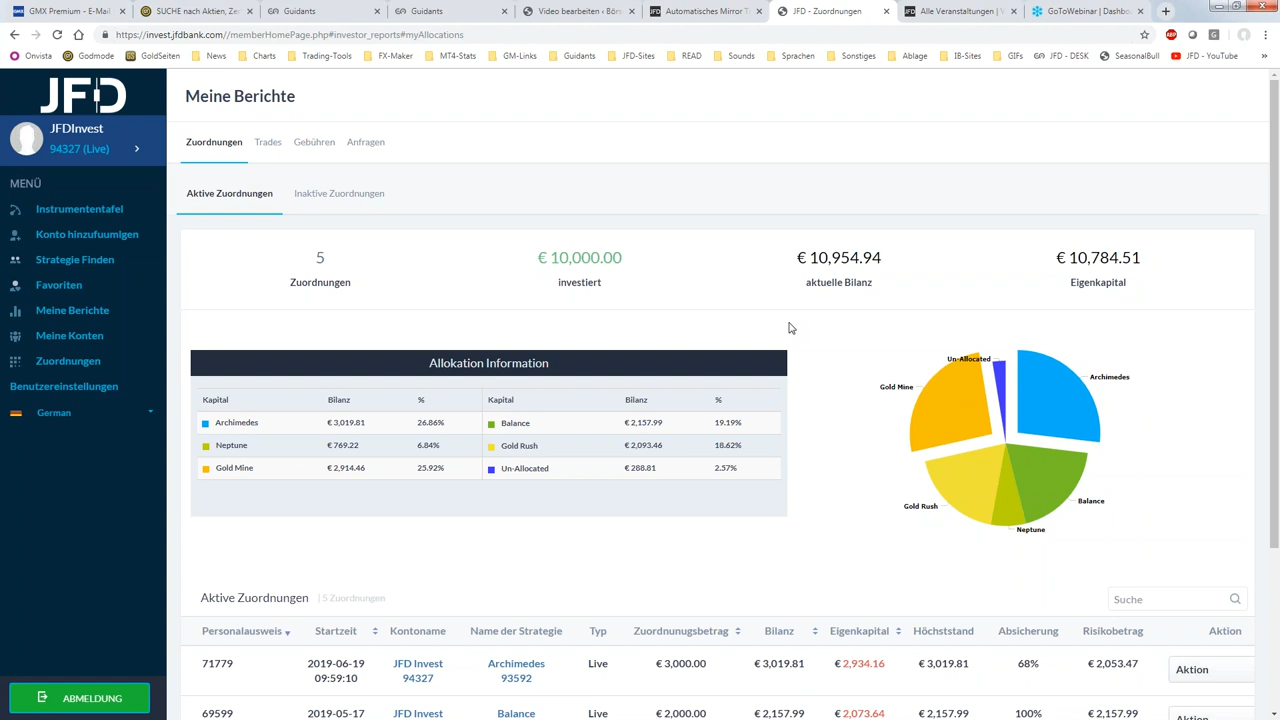 GMX Premium - E-Mail
SUCHE nach Aktien, Zer
Guidants
Guidants
Video bearbeiten ‹ Bör
Automatisches Mirror T
JFD - Zuordnungen
Alle Veranstaltungen | V
GoToWebinar | Dashbo
https://invest.jfdbank.com/memberHomePage.php#investor_reports#myAllocations
ABP
Onvista
Godmode
GoldSeiten
News
Charts
Trading-Tools
FX-Maker
MT4-Stats
GM-Links
Guidants
JFD-Sites
READ
Sounds
Sprachen
Sonstiges
Ablage
IB-Sites
GIFs
JFD - DESK
SeasonalBull
JFD - YouTube
»
JFD
JFDInvest
94327 (Live)
MENÜ
Instrumententafel
Konto hinzufuumlgen
Strategie Finden
Favoriten
Meine Berichte
Meine Konten
Zuordnungen
Benutzereinstellungen
German
ABMELDUNG
Meine Berichte
Zuordnungen Trades Gebühren Anfragen
Aktive Zuordnungen Inaktive Zuordnungen
5 € 10,000.00 € 10,954.94 € 10,784.51
Zuordnungen investiert aktuelle Bilanz Eigenkapital
Allokation Information
Kapital Bilanz % Kapital Bilanz %
Archimedes € 3,019.81 26.86% Balance € 2,157.99 19.19%
Neptune € 769.22 6.84% Gold Rush € 2,093.46 18.62%
Gold Mine € 2,914.46 25.92% Un-Allocated € 288.81 2.57%
Un-Allocated
Archimedes
Gold Mine
Balance
Gold Rush
Neptune
Aktive Zuordnungen | 5 Zuordnungen
Suche
Personalausweis Startzeit Kontoname Name der Strategie Typ Zuordnunugsbetrag Bilanz Eigenkapital Höchststand Absicherung Risikobetrag Aktion
71779 2019-06-19 JFD Invest Archimedes Live € 3,000.00 € 3,019.81 € 2,934.16 € 3,019.81 68% € 2,053.47 Aktion
09:59:10 94327 93592
69599 2019-05-17 JFD Invest Balance Live € 2,000.00 € 2,157.99 € 2,073.64 € 2,157.99 100% € 2,000.00 Aktion